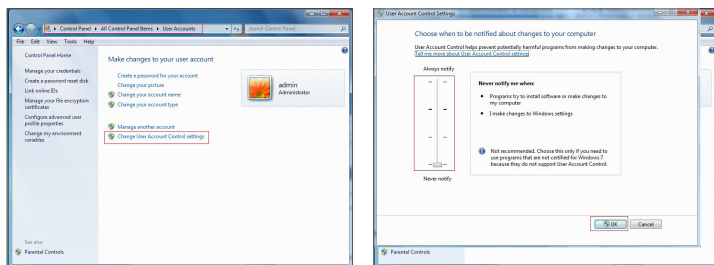 Control Panel ▸ All Control Panel Items ▸ User Accounts
Search Control Panel
File Edit View Tools Help
Control Panel Home
Manage your credentials
Create a password reset disk
Link online IDs
Manage your file encryption
certificates
Configure advanced user
profile properties
Change my environment
variables
See also
Parental Controls
Make changes to your user account
Create a password for your account
Change your picture
Change your account name
Change your account type
Manage another account
Change User Account Control settings
admin
Administrator
User Account Control Settings
Choose when to be notified about changes to your computer
User Account Control helps prevent potentially harmful programs from making changes to your computer.
Tell me more about User Account Control settings
Always notify
Never notify
Never notify me when:
• Programs try to install software or make changes to
my computer
• I make changes to Windows settings
Not recommended. Choose this only if you need to
use programs that are not certified for Windows 7
because they do not support User Account Control.
OK
Cancel
Parental Controls